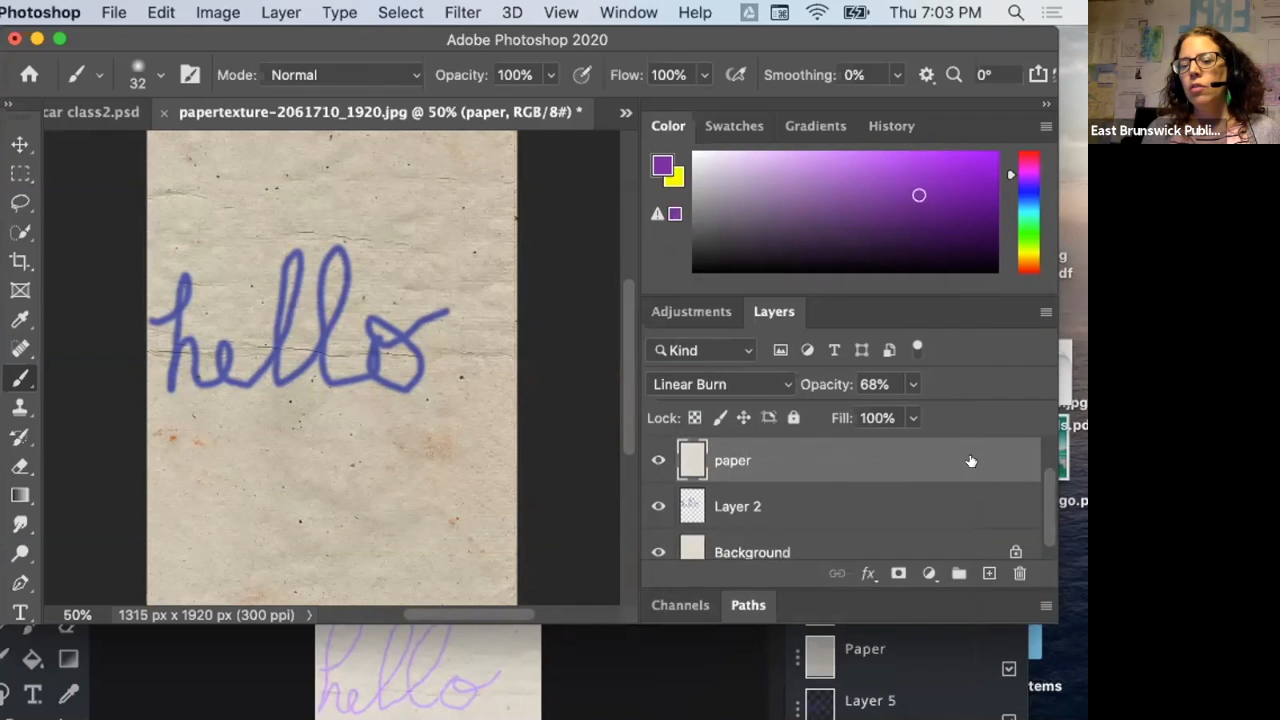 Photoshop File Edit Image Layer Type Select Filter 3D View Window Help Thu 7:03 PM
Adobe Photoshop 2020
32 Mode: Normal Opacity: 100% Flow: 100% Smoothing: 0% 0°
car class2.psd × papertexture-2061710_1920.jpg @ 50% (paper, RGB/8#) *
Color Swatches Gradients History
East Brunswick Publi...
hello
Adjustments Layers
Kind
Linear Burn Opacity: 68%
Lock: Fill: 100%
paper
Layer 2
Background
50% 1315 px x 1920 px (300 ppi)
Channels Paths
hello
Paper
Layer 5